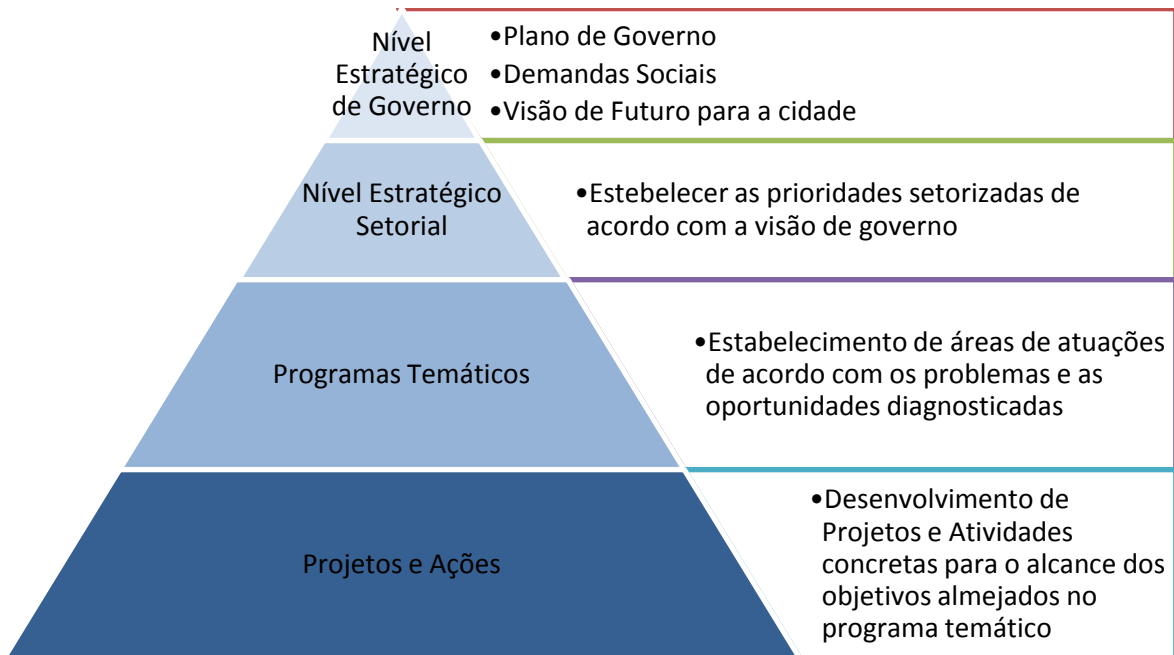 Nível
Estratégico
de Governo
•Plano de Governo
•Demandas Sociais
•Visão de Futuro para a cidade
Nível Estratégico
Setorial
•Estebelecer as prioridades setorizadas de
acordo com a visão de governo
Programas Temáticos
•Estabelecimento de áreas de atuações
de acordo com os problemas e as
oportunidades diagnosticadas
Projetos e Ações
•Desenvolvimento de
Projetos e Atividades
concretas para o alcance dos
objetivos almejados no
programa temático